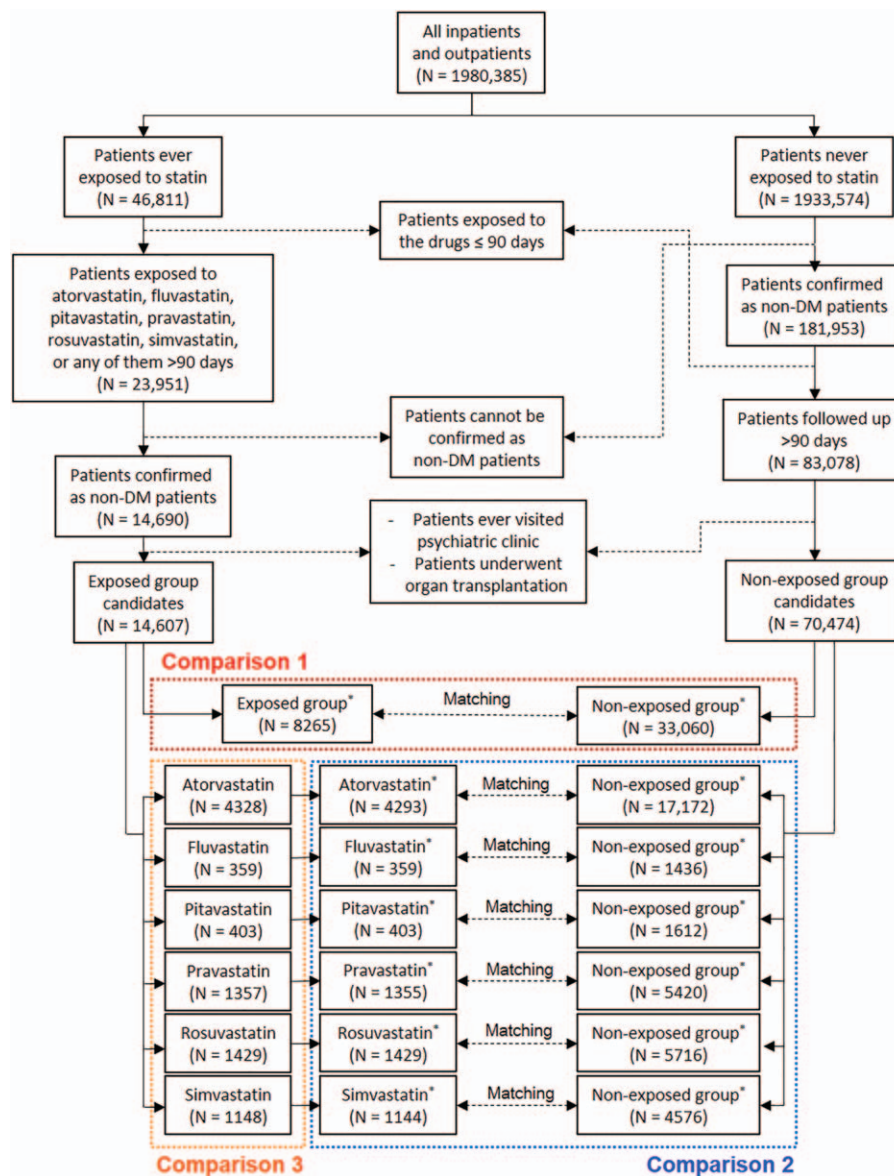 All inpatients
and outpatients
(N = 1980,385)
Patients ever
exposed to statin
(N = 46,811)
Patients never
exposed to statin
(N = 1933,574)
Patients exposed to
the drugs ≤ 90 days
Patients exposed to
atorvastatin, fluvastatin,
pitavastatin, pravastatin,
rosuvastatin, simvastatin,
or any of them >90 days
(N = 23,951)
Patients confirmed
as non-DM patients
(N = 181,953)
Patients cannot be
confirmed as
non-DM patients
Patients followed up
>90 days
(N = 83,078)
Patients confirmed
as non-DM patients
(N = 14,690)
- Patients ever visited
psychiatric clinic
- Patients underwent
organ transplantation
Exposed group
candidates
(N = 14,607)
Non-exposed group
candidates
(N = 70,474)
Comparison 1
Exposed group*
(N = 8265)
Matching
Non-exposed group*
(N = 33,060)
Atorvastatin
(N = 4328)
Atorvastatin*
(N = 4293)
Matching
Non-exposed group*
(N = 17,172)
Fluvastatin
(N = 359)
Fluvastatin*
(N = 359)
Matching
Non-exposed group*
(N = 1436)
Pitavastatin
(N = 403)
Pitavastatin*
(N = 403)
Matching
Non-exposed group*
(N = 1612)
Pravastatin
(N = 1357)
Pravastatin*
(N = 1355)
Matching
Non-exposed group*
(N = 5420)
Rosuvastatin
(N = 1429)
Rosuvastatin*
(N = 1429)
Matching
Non-exposed group*
(N = 5716)
Simvastatin
(N = 1148)
Simvastatin*
(N = 1144)
Matching
Non-exposed group*
(N = 4576)
Comparison 3
Comparison 2